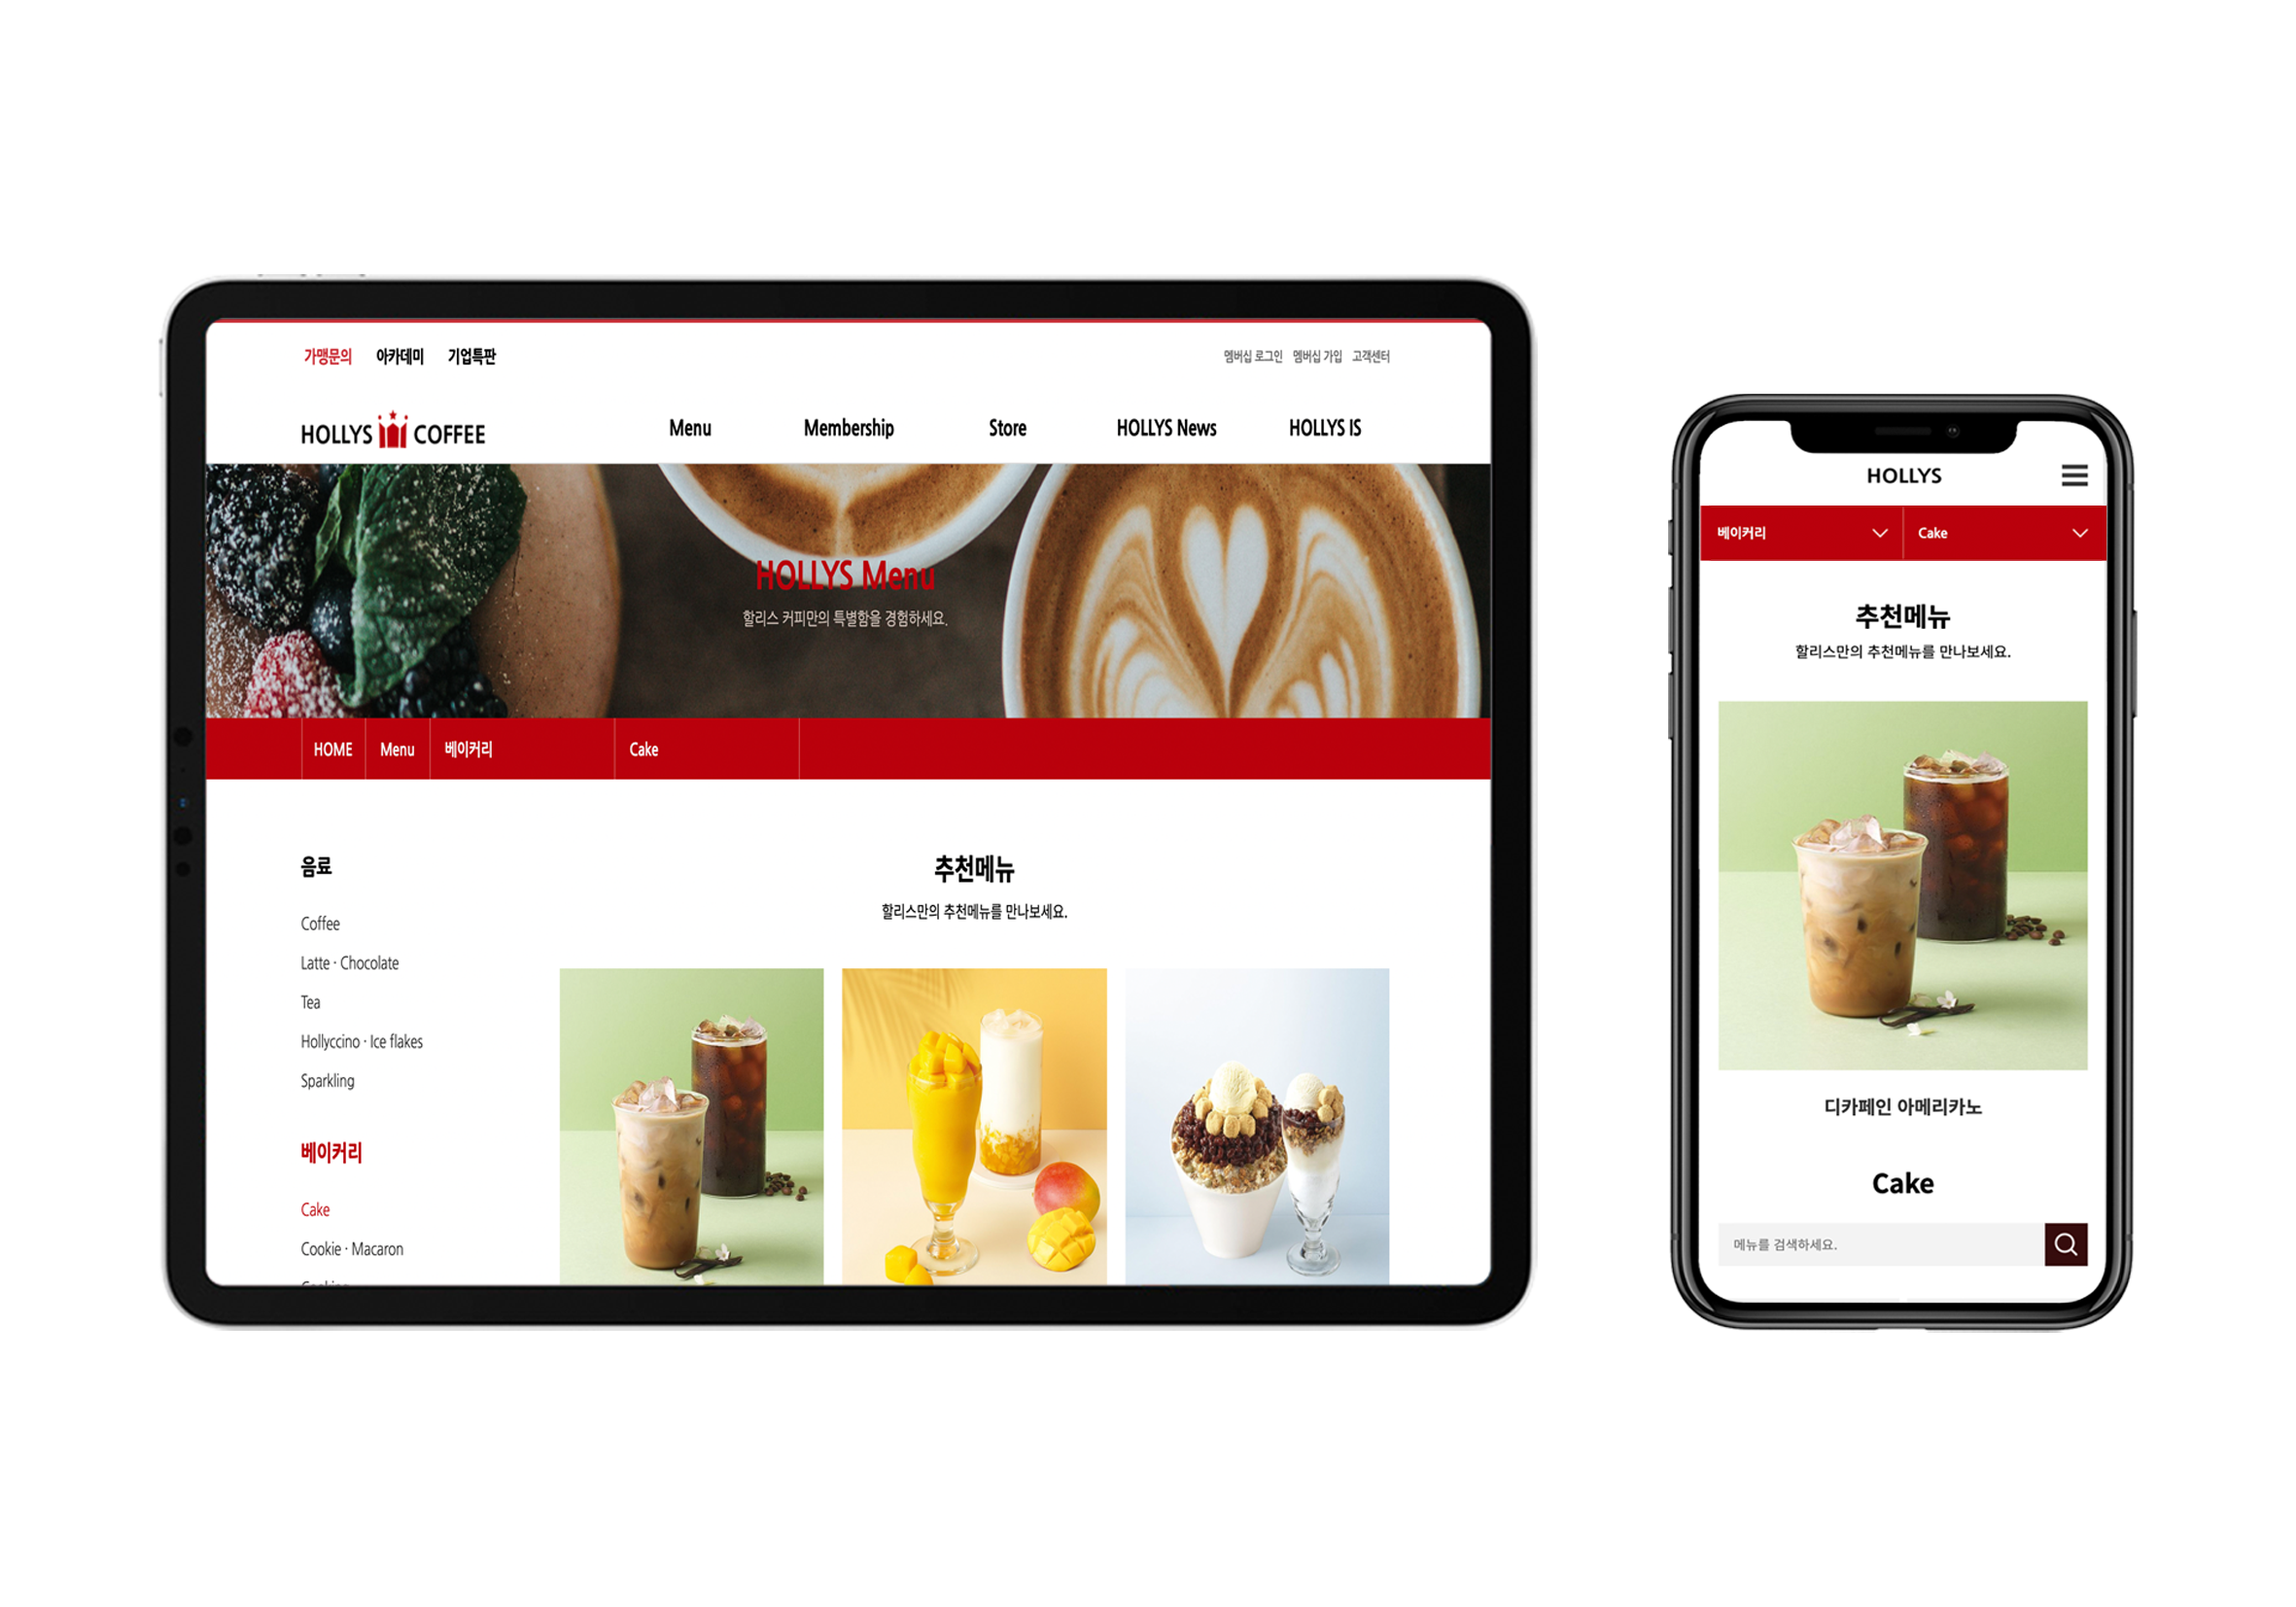 가맹문의 아카데미 기업특판
멤버십 로그인 멤버십 가입 고객센터
HOLLYS COFFEE
Menu Membership Store HOLLYS News HOLLYS IS
HOLLYS Menu
할리스 커피만의 특별함을 경험하세요.
HOME Menu 베이커리 Cake
음료
Coffee
Latte · Chocolate
Tea
Hollyccino · Ice flakes
Sparkling
베이커리
Cake
Cookie · Macaron
추천메뉴
할리스만의 추천메뉴를 만나보세요.
HOLLYS
베이커리 Cake
추천메뉴
할리스만의 추천메뉴를 만나보세요.
디카페인 아메리카노
Cake
메뉴를 검색하세요.